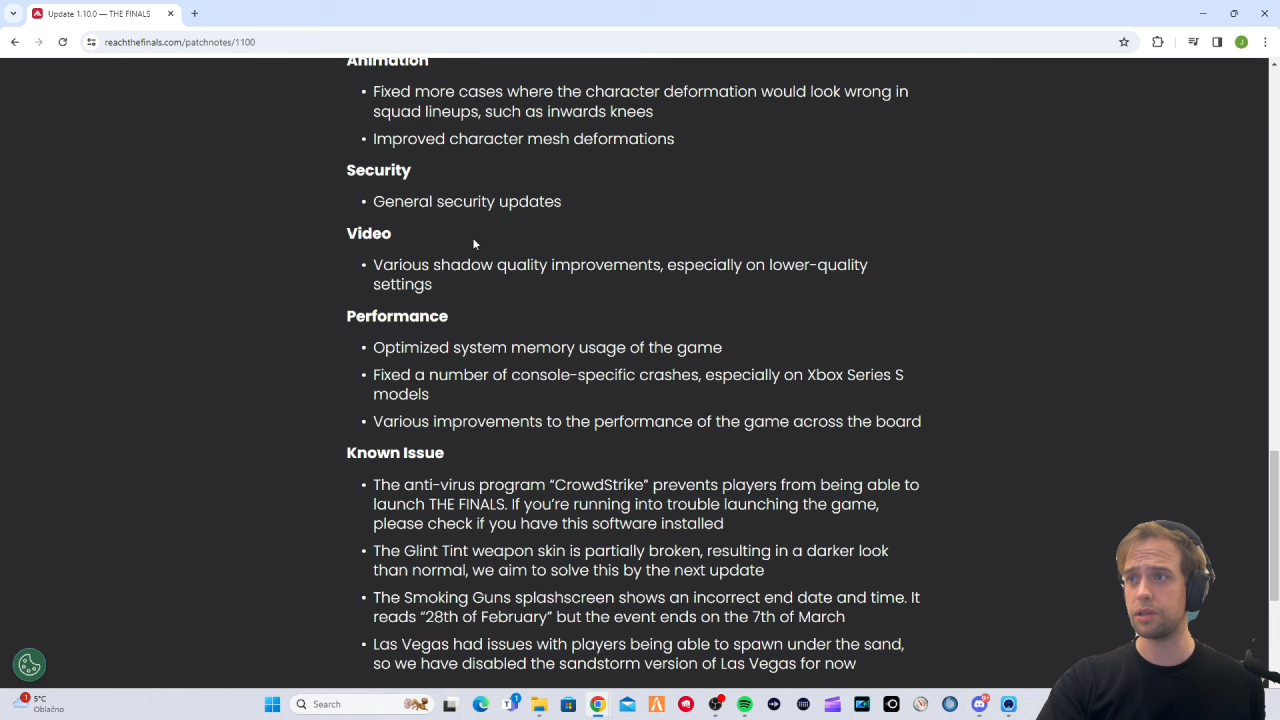 Update 1.10.0 — THE FINALS
reachthefinals.com/patchnotes/1100
J
Animation
• Fixed more cases where the character deformation would look wrong in
squad lineups, such as inwards knees
• Improved character mesh deformations
Security
• General security updates
Video
• Various shadow quality improvements, especially on lower-quality
settings
Performance
• Optimized system memory usage of the game
• Fixed a number of console-specific crashes, especially on Xbox Series S
models
• Various improvements to the performance of the game across the board
Known Issue
• The anti-virus program “CrowdStrike” prevents players from being able to
launch THE FINALS. If you’re running into trouble launching the game,
please check if you have this software installed
• The Glint Tint weapon skin is partially broken, resulting in a darker look
than normal, we aim to solve this by the next update
• The Smoking Guns splashscreen shows an incorrect end date and time. It
reads “28th of February” but the event ends on the 7th of March
• Las Vegas had issues with players being able to spawn under the sand,
so we have disabled the sandstorm version of Las Vegas for now
1
5°C
Oblačno
Search
1
9+